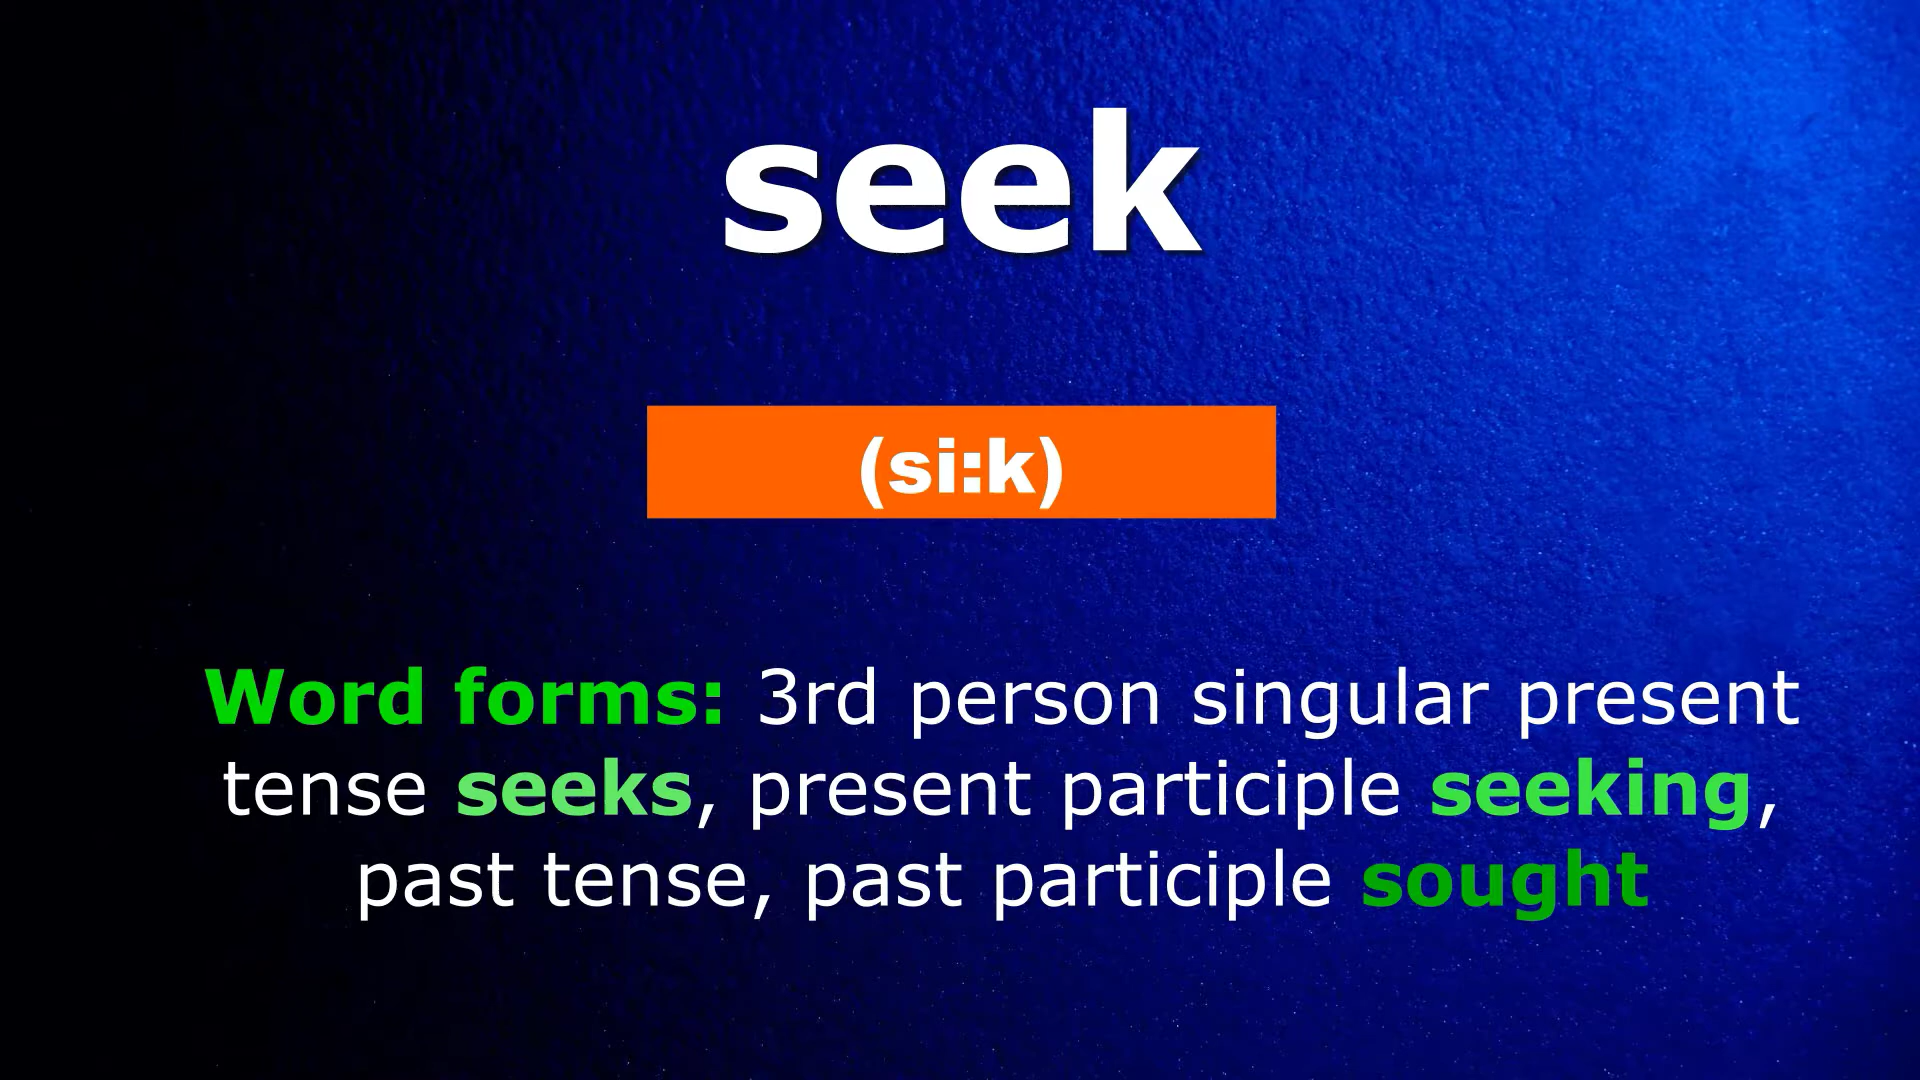 seek
(si:k)
Word forms: 3rd person singular present
tense seeks, present participle seeking,
past tense, past participle sought